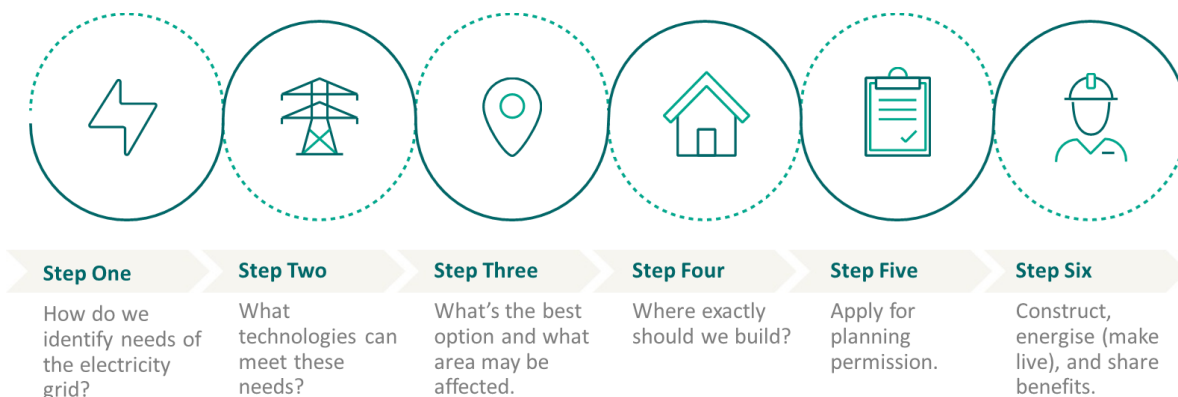 Step One
How do we
identify needs of
the electricity
grid?
Step Two
What
technologies can
meet these
needs?
Step Three
What's the best
option and what
area may be
affected.
Step Four
Where exactly
should we build?
Step Five
Apply for
planning
permission.
Step Six
Construct,
energise (make
live), and share
benefits.